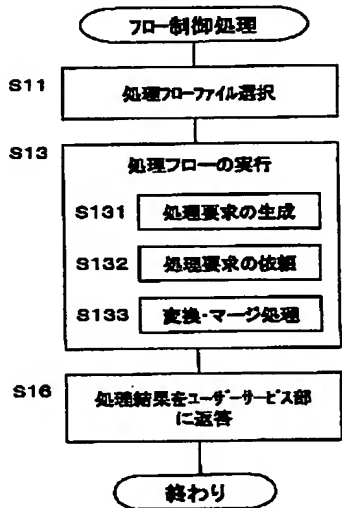 フロー制御処理
S11
処理フローファイル選択
S13
処理フローの実行
S131
処理要求の生成
S132
処理要求の依頼
S133
変換・マージ処理
S16
処理結果をユーザーサービス部
に返答
終わり